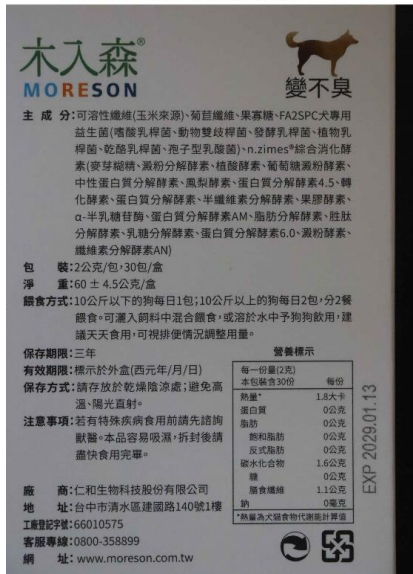 木入森®
MORESON
變不臭
主成分:可溶性纖維(玉米來源)、菊苣纖維、果寡糖、FA2SPC犬專用
益生菌(嗜酸乳桿菌、動物雙歧桿菌、發酵乳桿菌、植物乳
桿菌、乾酪乳桿菌、孢子型乳酸菌)、n.zimes®綜合消化酵
素(麥芽糊精、澱粉分解酵素、植酸酵素、葡萄糖澱粉酵素、
中性蛋白質分解酵素、鳳梨酵素、蛋白質分解酵素4.5、轉
化酵素、蛋白質分解酵素、半纖維素分解酵素、果膠酵素、
α-半乳糖苷酶、蛋白質分解酵素AM、脂肪分解酵素、胜肽
分解酵素、乳糖分解酵素、蛋白質分解酵素6.0、澱粉酵素、
纖維素分解酵素AN)
包裝:2公克/包,30包/盒
淨重:60 ± 4.5公克/盒
餵食方式:10公斤以下的狗每日1包;10公斤以上的狗每日2包,分2餐
餵食。可灑入飼料中混合餵食,或溶於水中予狗狗飲用,建
議天天食用,可視排便情況調整用量。
保存期限:三年
有效期限:標示於外盒(西元年/月/日)
保存方式:請存放於乾燥陰涼處;避免高
溫、陽光直射。
注意事項:若有特殊疾病食用前請先諮詢
獸醫。本品容易吸濕,拆封後請
盡快食用完畢。
營養標示
每一份量(2克)
本包裝含30份 每份
熱量* 1.8大卡
蛋白質 0公克
脂肪 0公克
飽和脂肪 0公克
反式脂肪 0公克
碳水化合物 1.6公克
糖 0公克
膳食纖維 1.1公克
鈉 0毫克
*熱量為犬貓食物代謝能計算值
EXP 2029.01.13
廠商:仁和生物科技股份有限公司
地址:台中市清水區建國路140號1樓
工廠登記字號:66010575
客服專線:0800-358899
網址:www.moreson.com.tw